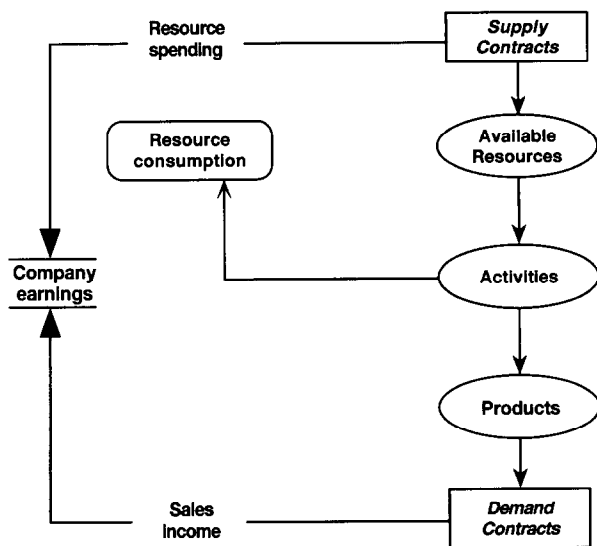 Resource
spending
Supply
Contracts
Resource
consumption
Available
Resources
Company
earnings
Activities
Products
Sales
income
Demand
Contracts